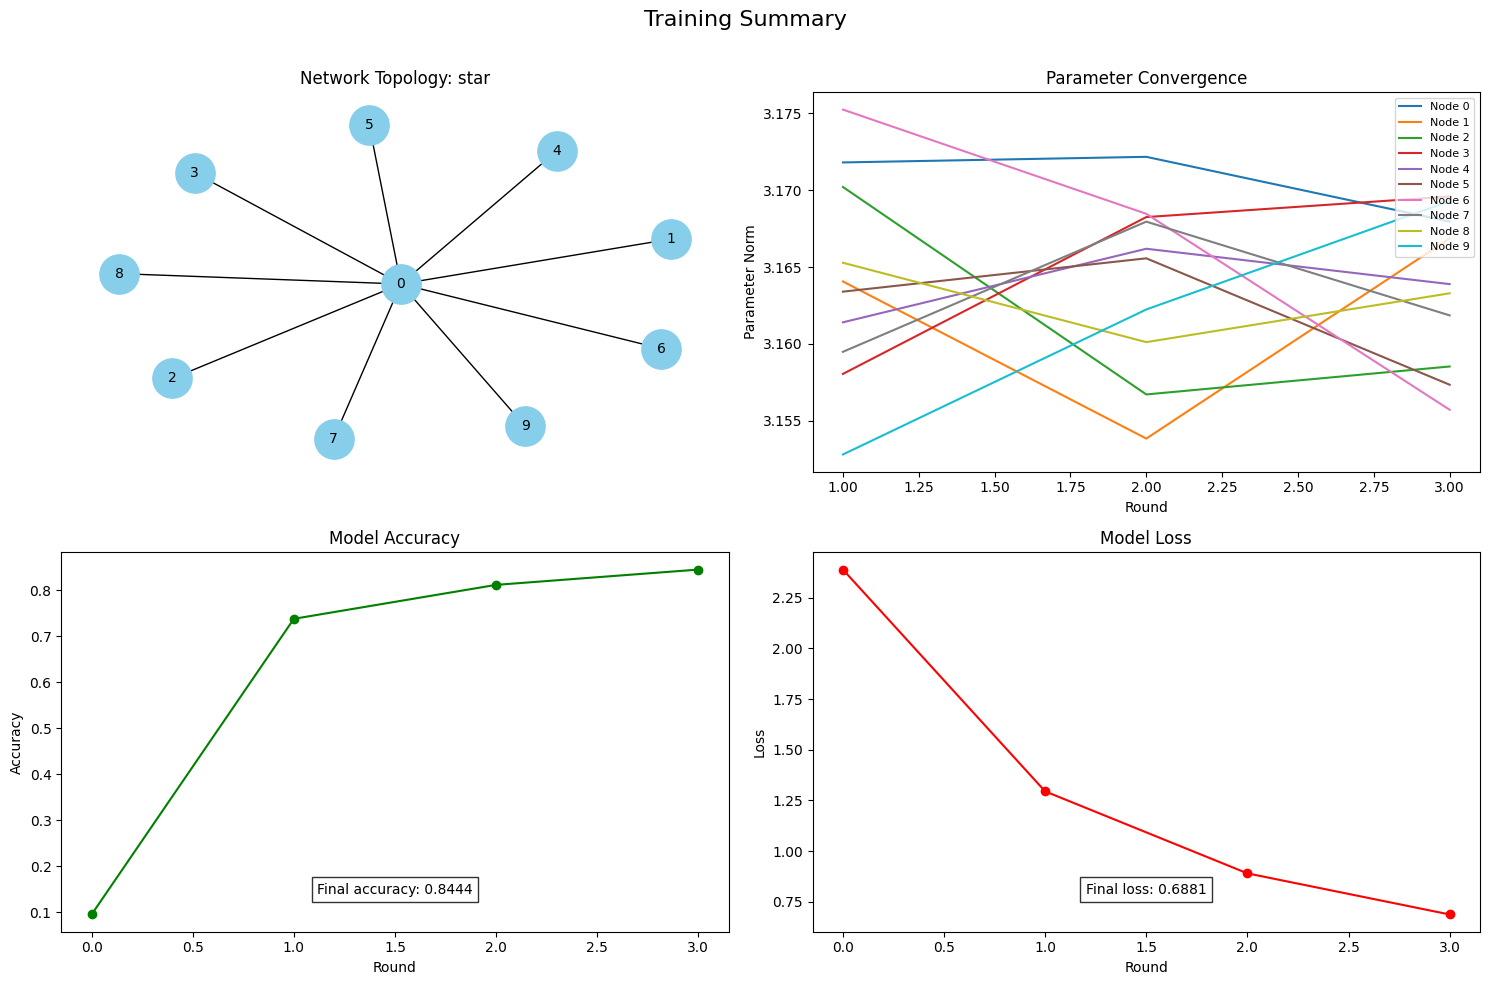 Training Summary
Network Topology: star
5
4
3
1
8
0
6
2
9
7
Parameter Convergence
Parameter Norm
3.175
3.170
3.165
3.160
3.155
Node 0
Node 1
Node 2
Node 3
Node 4
Node 5
Node 6
Node 7
Node 8
Node 9
1.00 1.25 1.50 1.75 2.00 2.25 2.50 2.75 3.00
Round
Model Accuracy
Accuracy
0.8
0.7
0.6
0.5
0.4
0.3
0.2
0.1
Final accuracy: 0.8444
0.0 0.5 1.0 1.5 2.0 2.5 3.0
Round
Model Loss
Loss
2.25
2.00
1.75
1.50
1.25
1.00
0.75
Final loss: 0.6881
0.0 0.5 1.0 1.5 2.0 2.5 3.0
Round